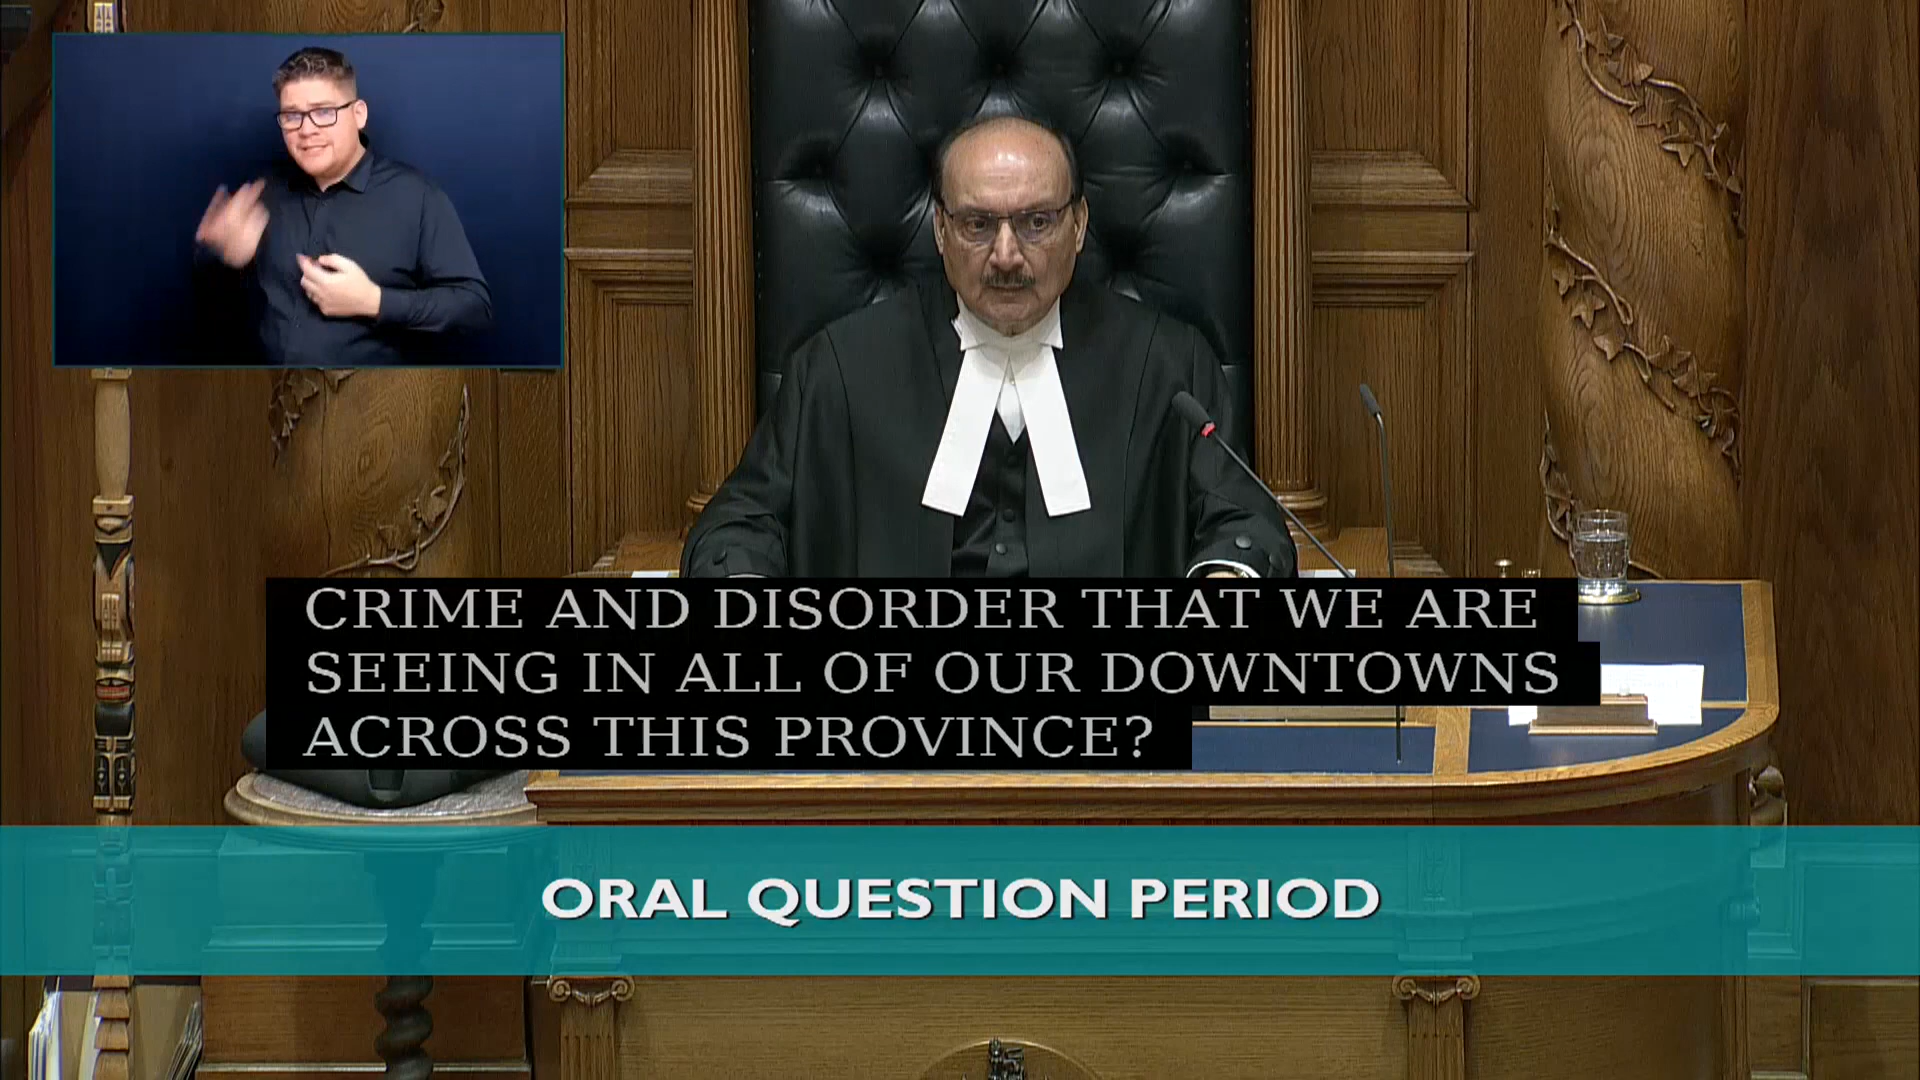 CRIME AND DISORDER THAT WE ARE
SEEING IN ALL OF OUR DOWNTOWNS
ACROSS THIS PROVINCE?
ORAL QUESTION PERIOD